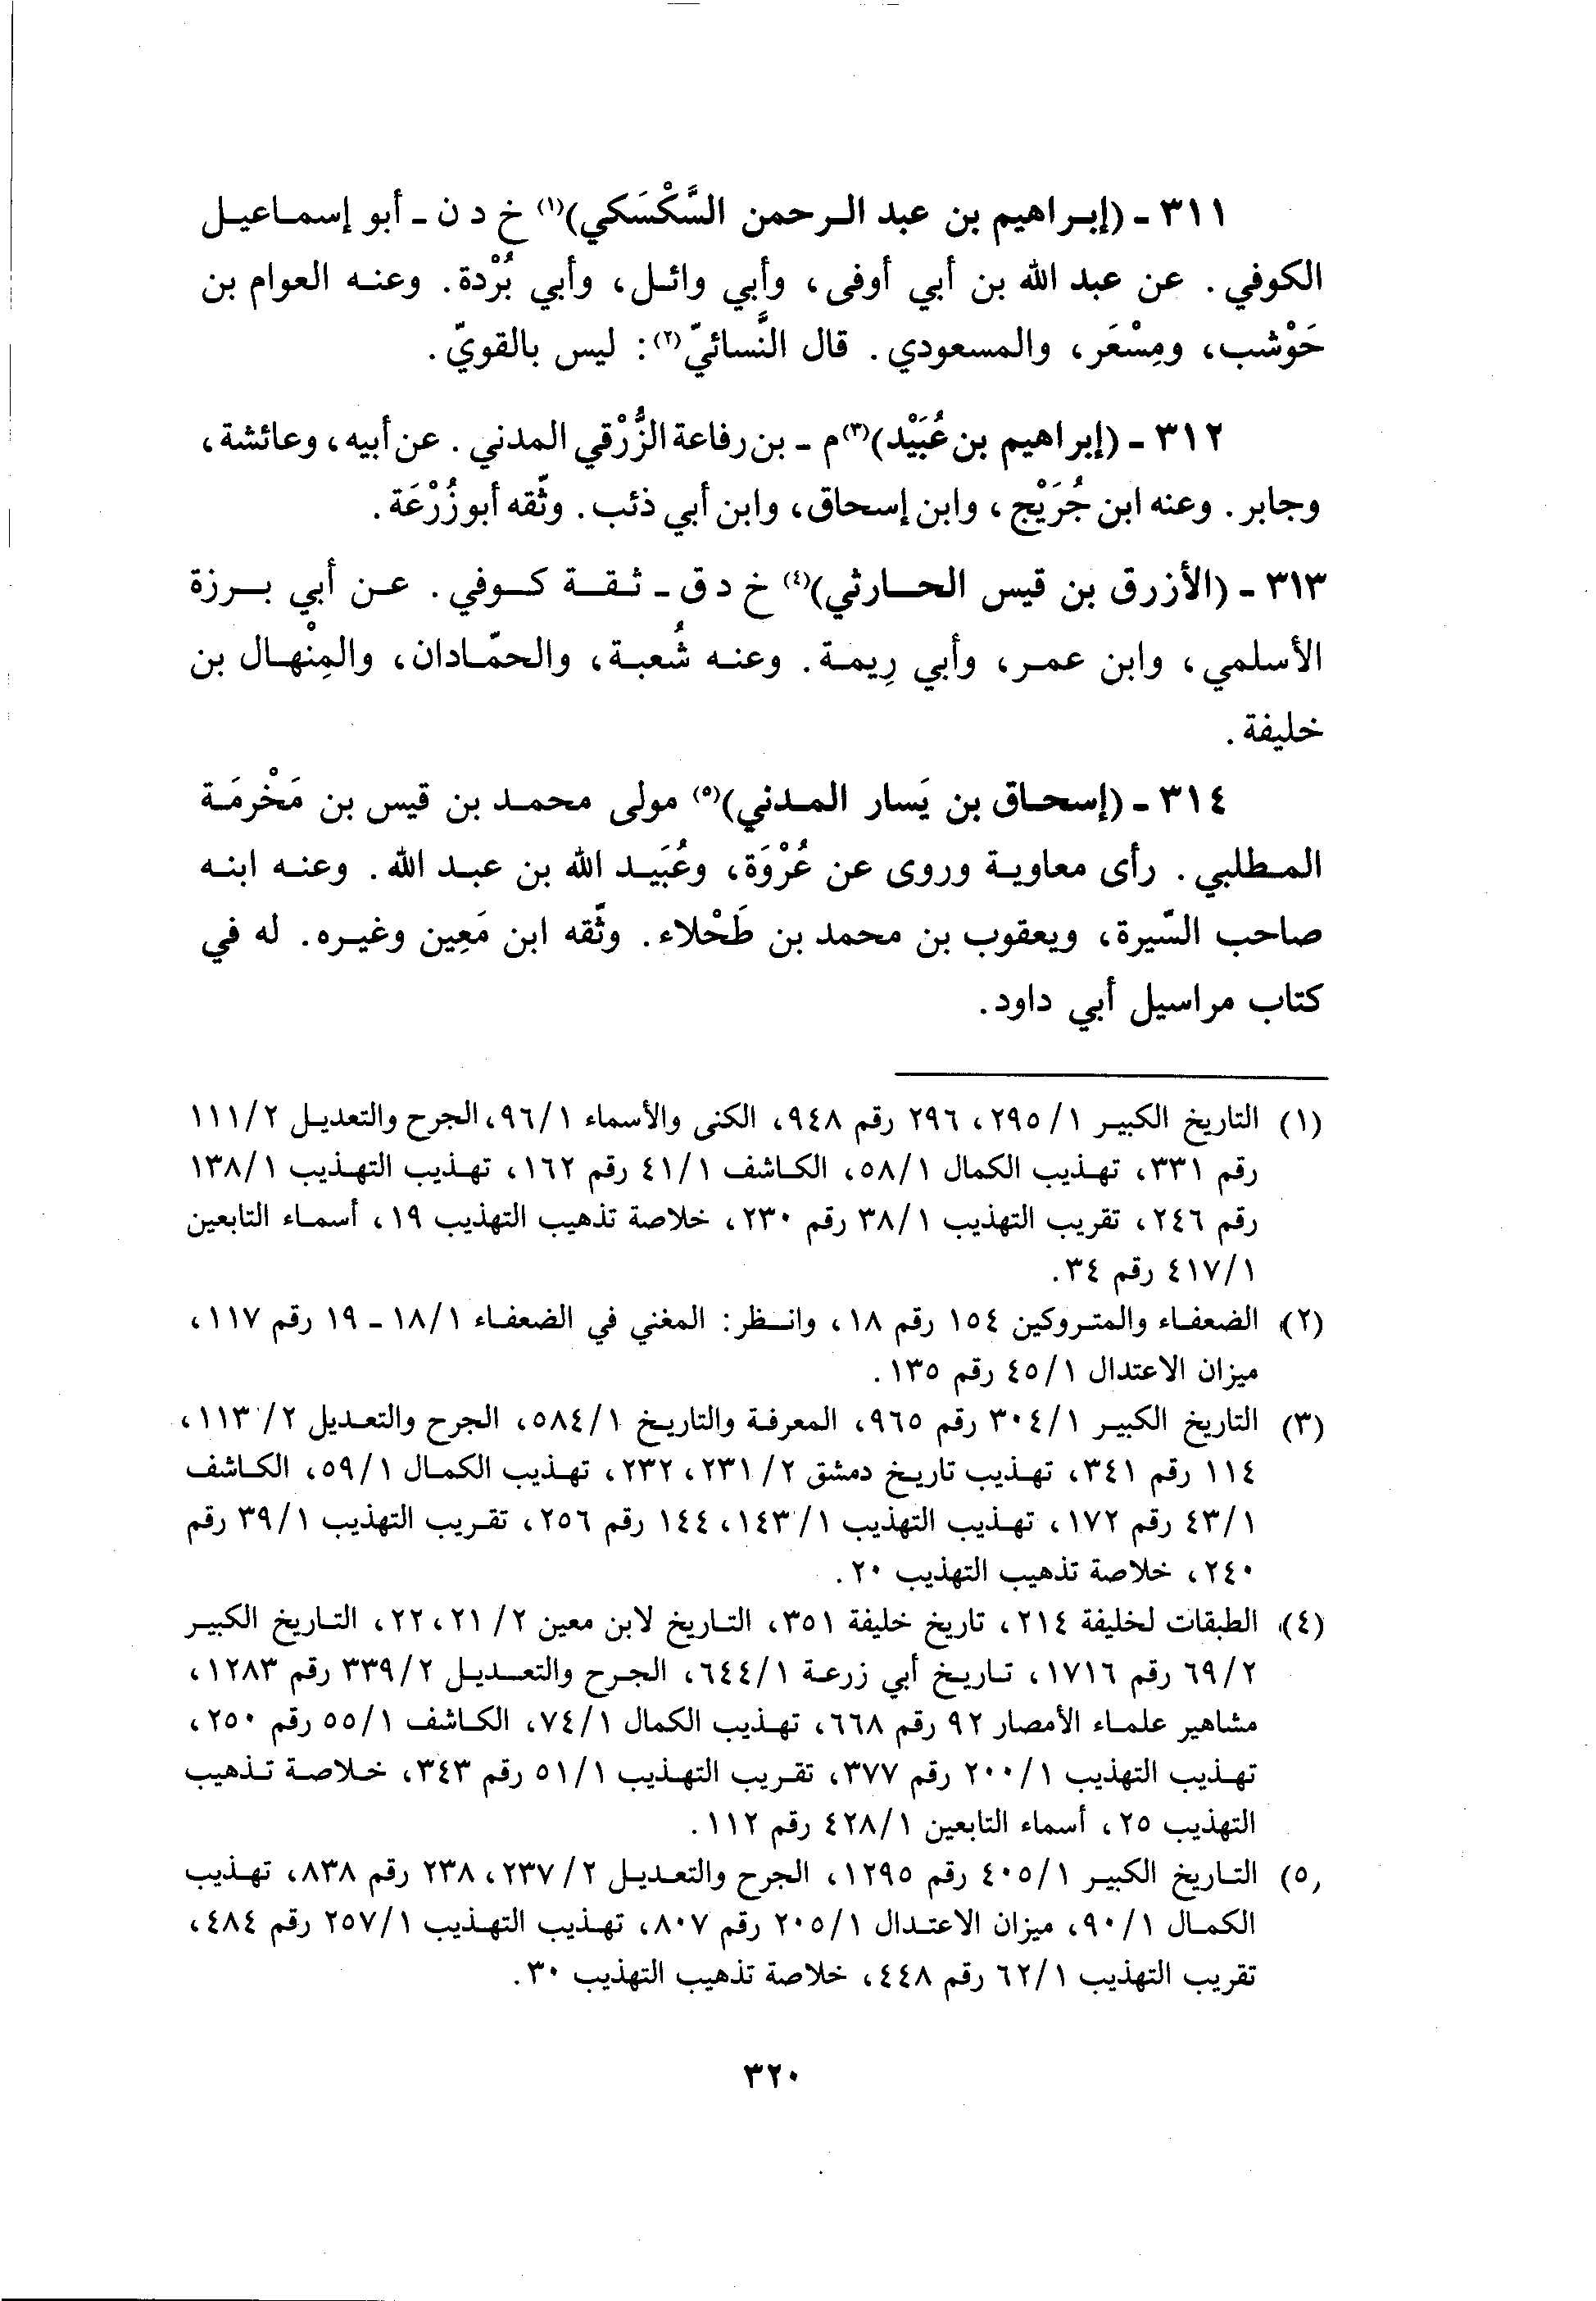 ٣١١ - (إبراهيم بن عبد الرحمن السَّكْسَكي)(١) خ د ن - أبو إسماعيل
الكوفي. عن عبد الله بن أبي أوفى، وأبي وائل، وأبي بُرْدة. وعنه العوام بن
حَوْشب، ومِسْعَر، والمسعودي. قال النَّسائيّ(٢): ليس بالقويّ.
٣١٢ - (إبراهيم بن عُبَيْد)(٣) م - بن رفاعة الزُّرْقي المدني. عن أبيه، وعائشة،
وجابر. وعنه ابن جُرَيْج، وابن إسحاق، وابن أبي ذئب. وثّقه أبو زُرْعَة.
٣١٣ - (الأزرق بن قيس الحارثي)(٤) خ د ق - ثقة كوفي. عن أبي برزة
الأسلمي، وابن عمر، وأبي رِيمة. وعنه شُعبة، والحمّادان، والمِنْهال بن
خليفة.
٣١٤ - (إسحاق بن يَسار المدني)(٥) مولى محمد بن قيس بن مَخْرمَة
المطلبي. رأى معاوية وروى عن عُرْوَة، وعُبَيد الله بن عبد الله. وعنه ابنه
صاحب السّيرة، ويعقوب بن محمد بن طَحْلاء. وثّقه ابن مَعِين وغيره. له في
كتاب مراسيل أبي داود.
(١) التاريخ الكبير ١/ ٢٩٥، ٢٩٦ رقم ٩٤٨، الكنى والأسماء ١/ ٩٦، الجرح والتعديل ٢/ ١١١
رقم ٣٣١، تهذيب الكمال ١/ ٥٨، الكاشف ١/ ٤١ رقم ١٦٢، تهذيب التهذيب ١/ ١٣٨
رقم ٢٤٦، تقريب التهذيب ١/ ٣٨ رقم ٢٣٠، خلاصة تذهيب التهذيب ١٩، أسماء التابعين
١/ ٤١٧ رقم ٣٤.
(٢) الضعفاء والمتروكين ١٥٤ رقم ١٨، وانظر: المغني في الضعفاء ١/ ١٨ - ١٩ رقم ١١٧،
ميزان الاعتدال ١/ ٤٥ رقم ١٣٥.
(٣) التاريخ الكبير ١/ ٣٠٤ رقم ٩٦٥، المعرفة والتاريخ ١/ ٥٨٤، الجرح والتعديل ٢/ ١١٣،
١١٤ رقم ٣٤١، تهذيب تاريخ دمشق ٢/ ٢٣١، ٢٣٢، تهذيب الكمال ١/ ٥٩، الكاشف
١/ ٤٣ رقم ١٧٢، تهذيب التهذيب ١/ ١٤٣، ١٤٤ رقم ٢٥٦، تقريب التهذيب ١/ ٣٩ رقم
٢٤٠، خلاصة تذهيب التهذيب ٢٠.
(٤) الطبقات لخليفة ٢١٤، تاريخ خليفة ٣٥١، التاريخ لابن معين ٢/ ٢١، ٢٢، التاريخ الكبير
٢/ ٦٩ رقم ١٧١٦، تاريخ أبي زرعة ١/ ٦٤٤، الجرح والتعديل ٢/ ٣٣٩ رقم ١٢٨٣،
مشاهير علماء الأمصار ٩٢ رقم ٦٦٨، تهذيب الكمال ١/ ٧٤، الكاشف ١/ ٥٥ رقم ٢٥٠،
تهذيب التهذيب ١/ ٢٠٠ رقم ٣٧٧، تقريب التهذيب ١/ ٥١ رقم ٣٤٣، خلاصة تذهيب
التهذيب ٢٥، أسماء التابعين ١/ ٤٢٨ رقم ١١٢.
(٥) التاريخ الكبير ١/ ٤٠٥ رقم ١٢٩٥، الجرح والتعديل ٢/ ٢٣٧، ٢٣٨ رقم ٨٣٨، تهذيب
الكمال ١/ ٩٠، ميزان الاعتدال ١/ ٢٠٥ رقم ٨٠٧، تهذيب التهذيب ١/ ٢٥٧ رقم ٤٨٤،
تقريب التهذيب ١/ ٦٢ رقم ٤٤٨، خلاصة تذهيب التهذيب ٣٠.
٣٢٠